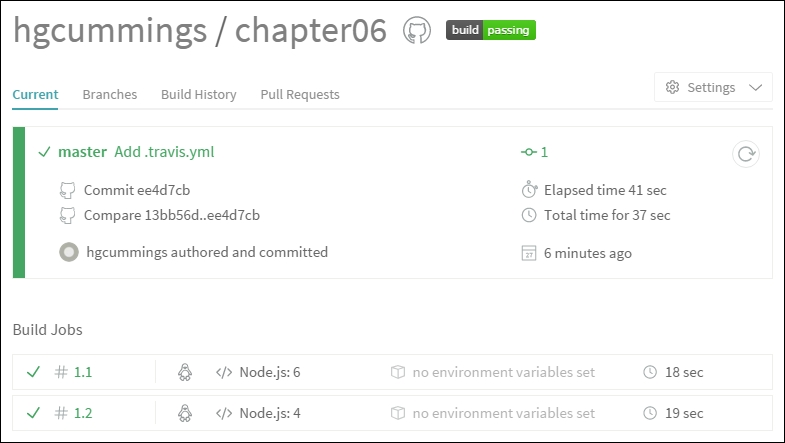 hgcummings / chapter06 build passing
Current Branches Build History Pull Requests Settings
master Add .travis.yml 1
Commit ee4d7cb Elapsed time 41 sec
Compare 13bb56d..ee4d7cb Total time for 37 sec
27
hgcummings authored and committed 6 minutes ago
Build Jobs
# 1.1 </> Node.js: 6 no environment variables set 18 sec
# 1.2 </> Node.js: 4 no environment variables set 19 sec